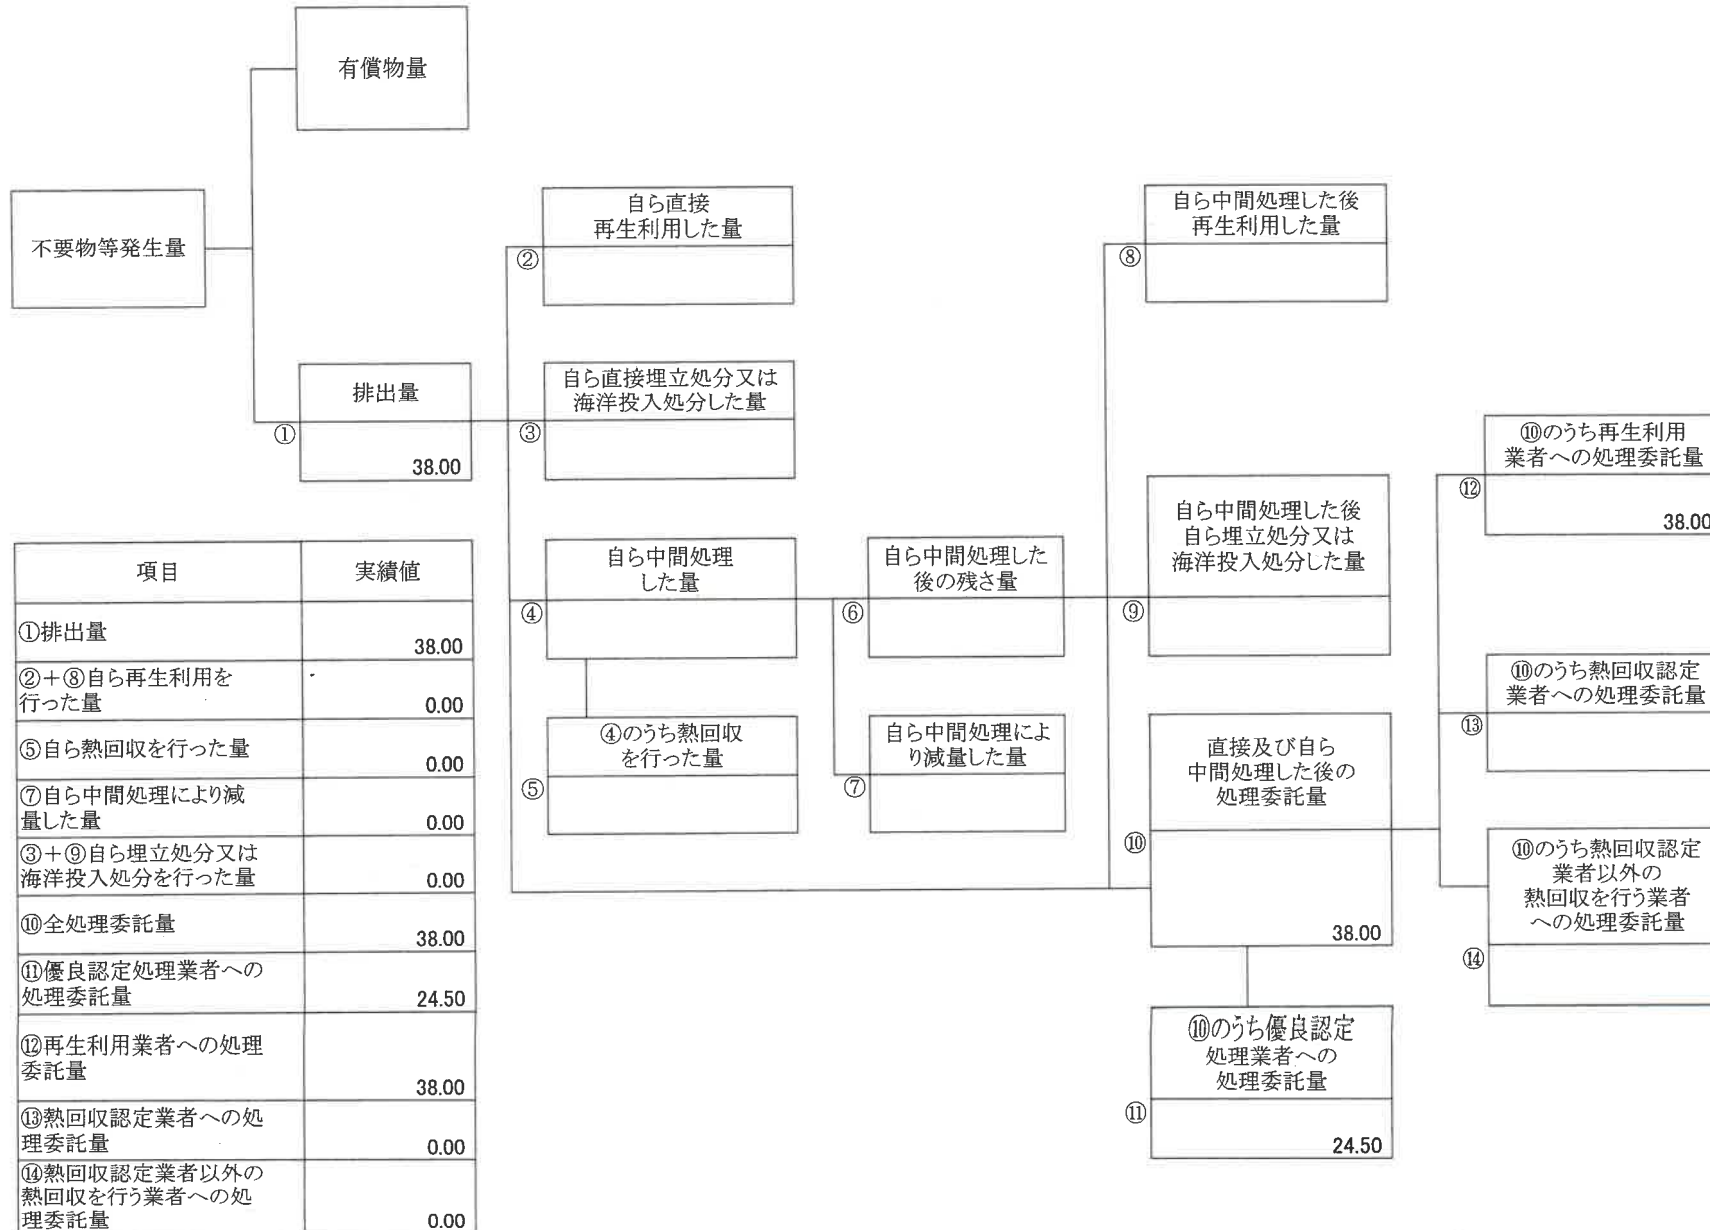 有償物量
不要物等発生量
排出量
①
38.00
自ら直接
再生利用した量
②
自ら直接埋立処分又は
海洋投入処分した量
③
自ら中間処理
した量
④
④のうち熱回収
を行った量
⑤
自ら中間処理した
後の残さ量
⑥
自ら中間処理によ
り減量した量
⑦
自ら中間処理した後
再生利用した量
⑧
自ら中間処理した後
自ら埋立処分又は
海洋投入処分した量
⑨
直接及び自ら
中間処理した後の
処理委託量
⑩
38.00
⑩のうち優良認定
処理業者への
処理委託量
⑪
24.50
⑩のうち再生利用
業者への処理委託量
⑫
38.00
⑩のうち熱回収認定
業者への処理委託量
⑬
⑩のうち熱回収認定
業者以外の
熱回収を行う業者
への処理委託量
⑭
項目 実績値
①排出量
38.00
②+⑧自ら再生利用を
行った量
0.00
⑤自ら熱回収を行った量
0.00
⑦自ら中間処理により減
量した量
0.00
③+⑨自ら埋立処分又は
海洋投入処分を行った量
0.00
⑩全処理委託量
38.00
⑪優良認定処理業者への
処理委託量
24.50
⑫再生利用業者への処理
委託量
38.00
⑬熱回収認定業者への処
理委託量
0.00
⑭熱回収認定業者以外の
熱回収を行う業者への処
理委託量
0.00